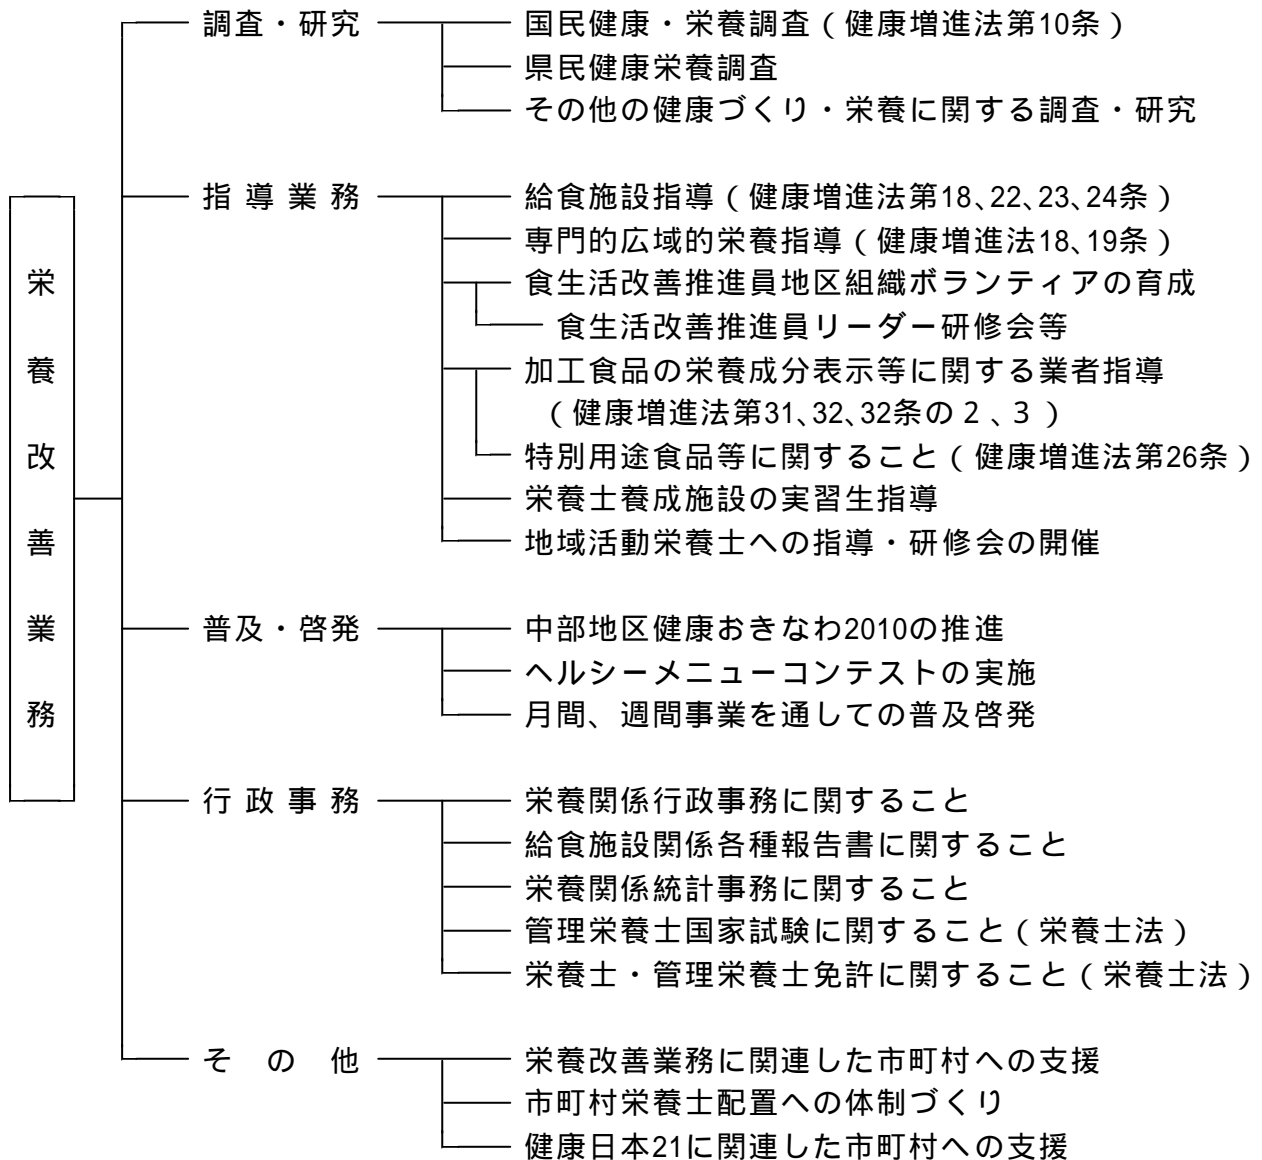 栄養改善業務
調査・研究
国民健康・栄養調査（健康増進法第10条）
県民健康栄養調査
その他の健康づくり・栄養に関する調査・研究
指導業務
給食施設指導（健康増進法第18、22、23、24条）
専門的広域的栄養指導（健康増進法18、19条）
食生活改善推進員地区組織ボランティアの育成
食生活改善推進員リーダー研修会等
加工食品の栄養成分表示等に関する業者指導
（健康増進法第31、32、32条の２、３）
特別用途食品等に関すること（健康増進法第26条）
栄養士養成施設の実習生指導
地域活動栄養士への指導・研修会の開催
普及・啓発
中部地区健康おきなわ2010の推進
ヘルシーメニューコンテストの実施
月間、週間事業を通しての普及啓発
行政事務
栄養関係行政事務に関すること
給食施設関係各種報告書に関すること
栄養関係統計事務に関すること
管理栄養士国家試験に関すること（栄養士法）
栄養士・管理栄養士免許に関すること（栄養士法）
その他
栄養改善業務に関連した市町村への支援
市町村栄養士配置への体制づくり
健康日本21に関連した市町村への支援